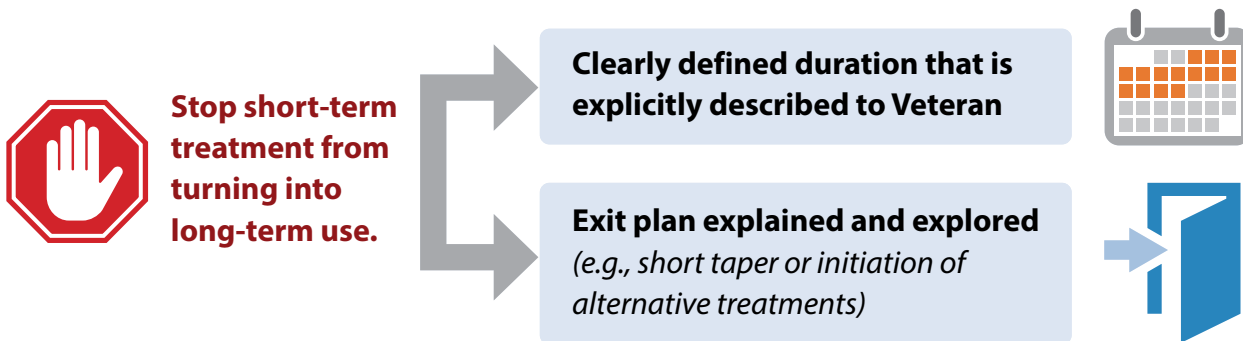 Stop short-term
treatment from
turning into
long-term use.
Clearly defined duration that is
explicitly described to Veteran
Exit plan explained and explored
(e.g., short taper or initiation of
alternative treatments)